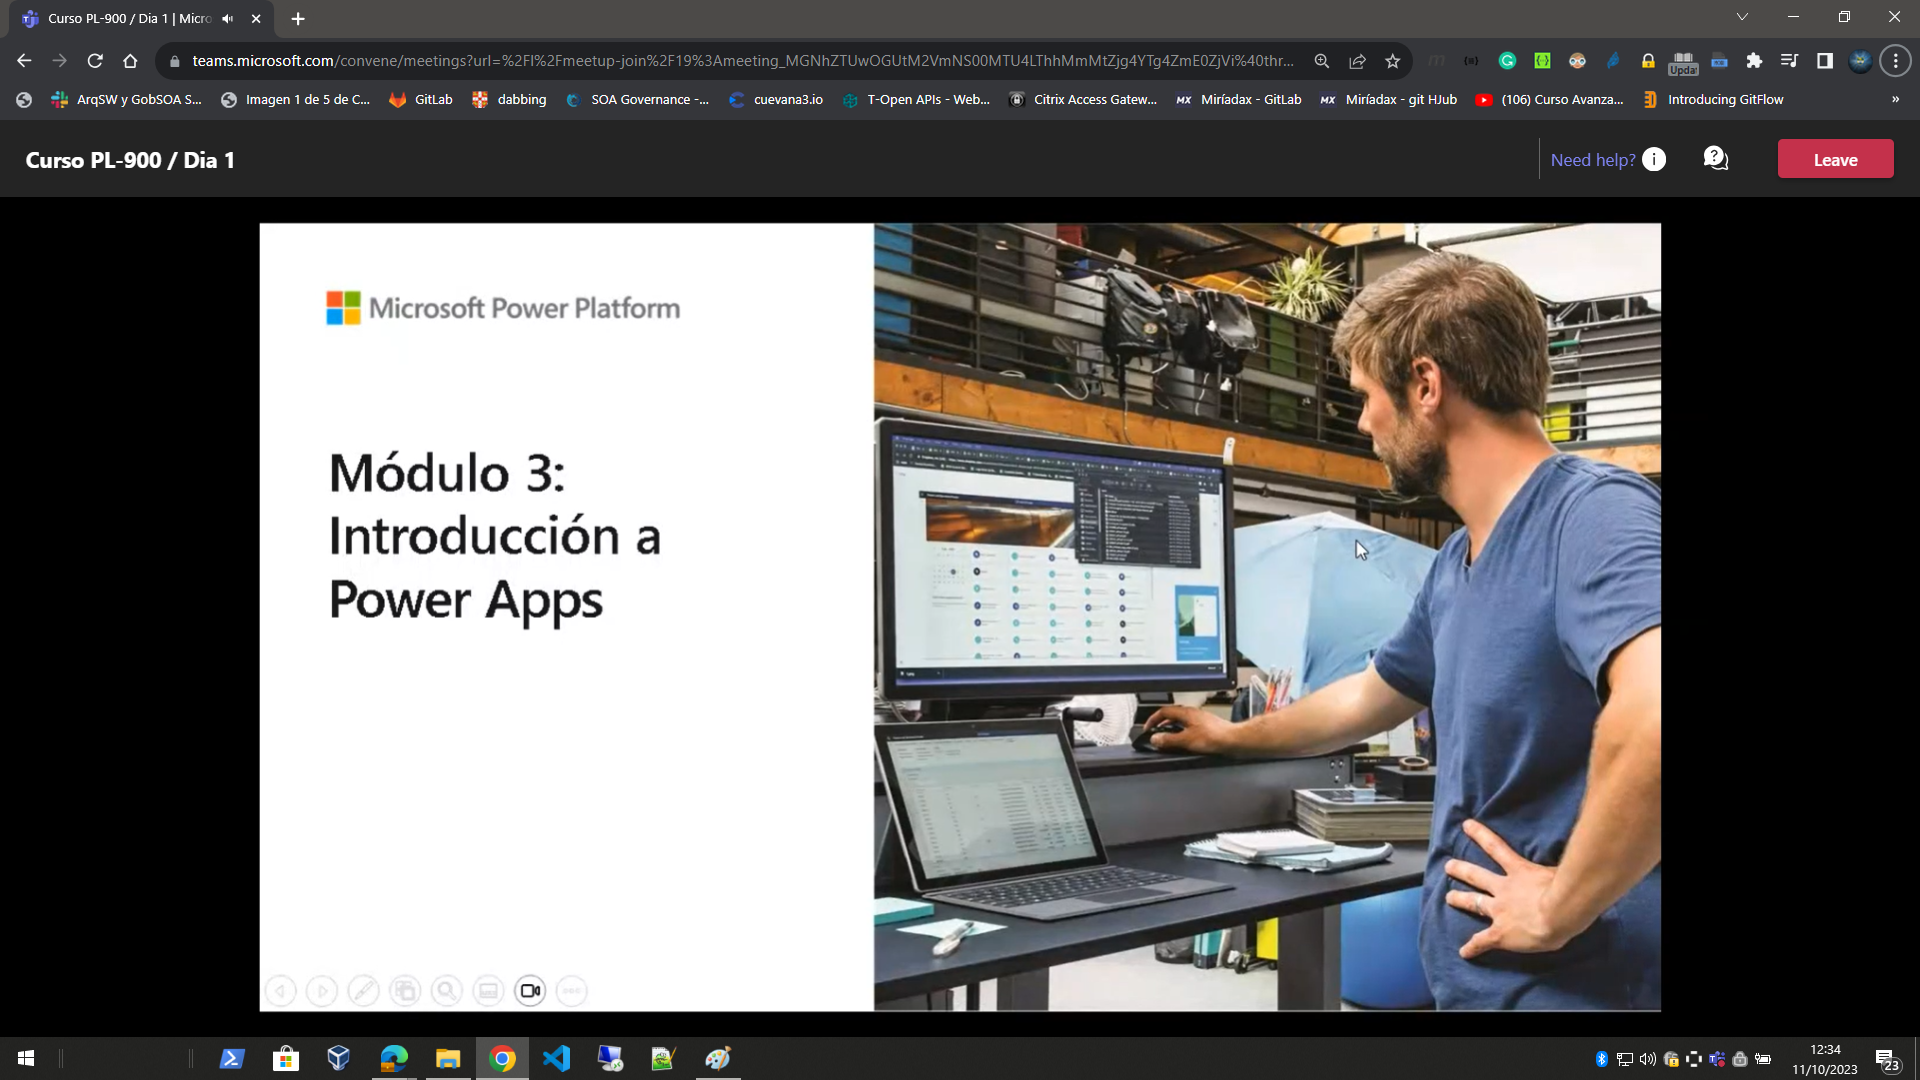 Curso PL-900 / Dia 1 | Micro
teams.microsoft.com/convene/meetings?url=%2Fl%2Fmeetup-join%2F19%3Ameeting_MGNhZTUwOGUtM2VmNS00MTU4LThhMmMtZjg4YTg4ZmE0ZjVi%40thr...
Upda
ArqSW y GobSOA S...
Imagen 1 de 5 de C...
GitLab
dabbing
SOA Governance -...
cuevana3.io
T-Open APIs - Web...
Citrix Access Gatew...
Miríadax - GitLab
Miríadax - git HJub
(106) Curso Avanza...
Introducing GitFlow
»
Curso PL-900 / Dia 1
Need help?
Leave
Microsoft Power Platform
Módulo 3:
Introducción a
Power Apps
12:34
11/10/2023
23